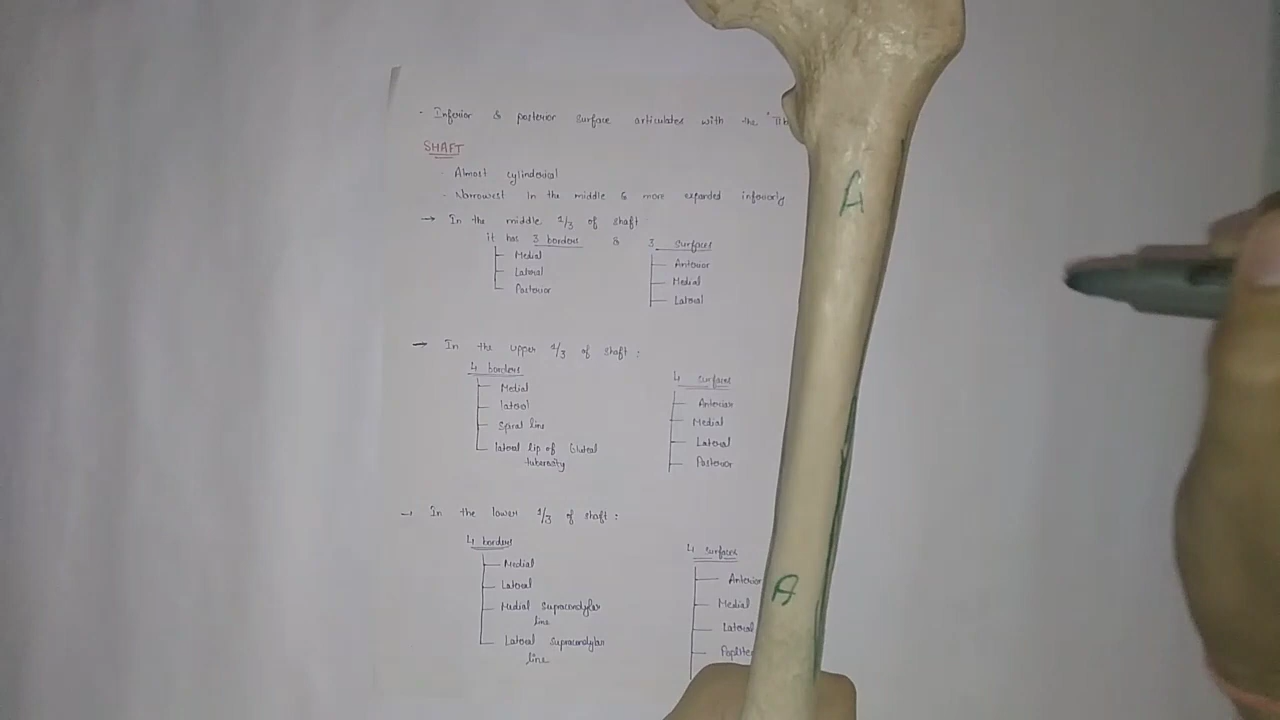 - Inferior & posterior surface articulates with the "Tib
SHAFT
- Almost cylindrical
- Narrowest in the middle & more expanded inferiorly
→ In the middle 1/3 of shaft
it has 3 borders & 3 surfaces
Medial
Lateral
Posterior
Anterior
Medial
Lateral
→ In the upper 1/3 of shaft :
4 borders
Medial
lateral
Spiral line
lateral lip of Gluteal
tuberosity
4 surfaces
Anterior
Medial
Lateral
Posterior
→ In the lower 1/3 of shaft :
4 borders
Medial
Lateral
Medial Supracondylar
line
Lateral Supracondylar
line
4 surfaces
Anterior
Medial
Lateral
Poplite
A
A